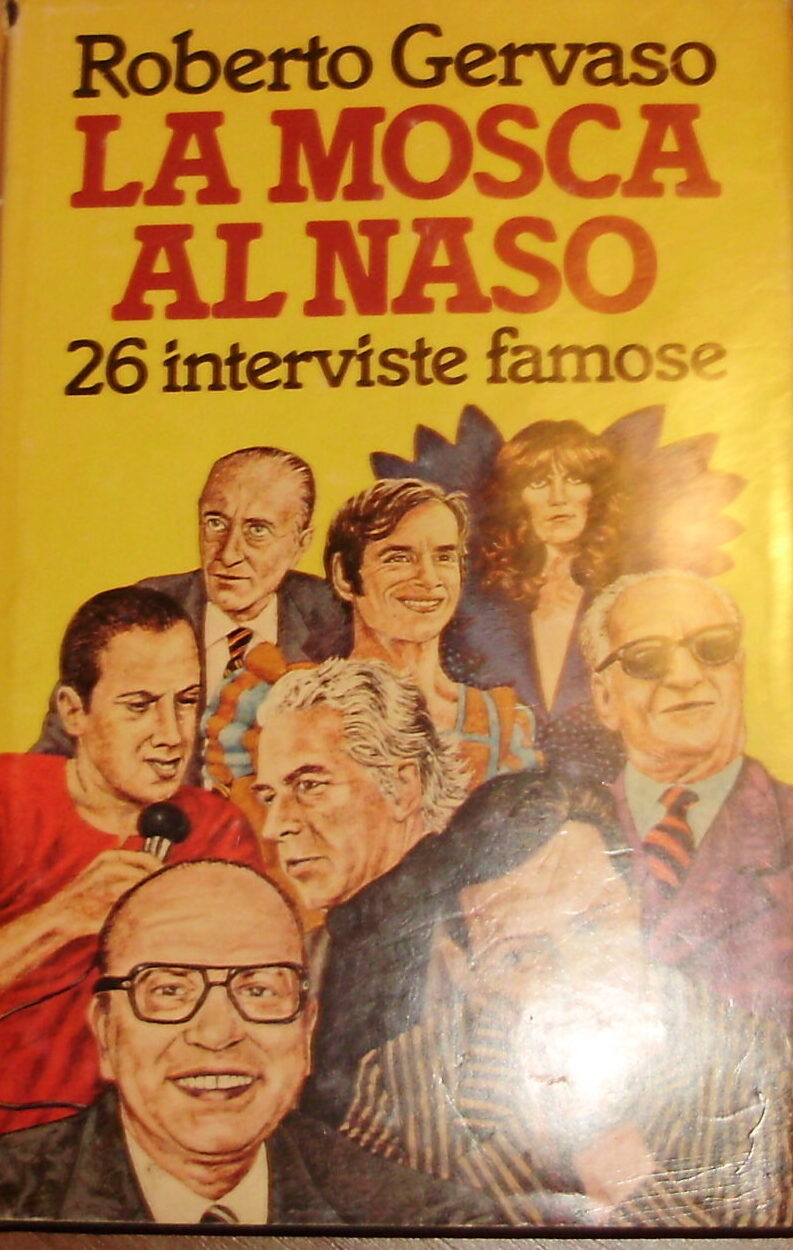 Roberto Gervaso
LA MOSCA
AL NASO
26 interviste famose